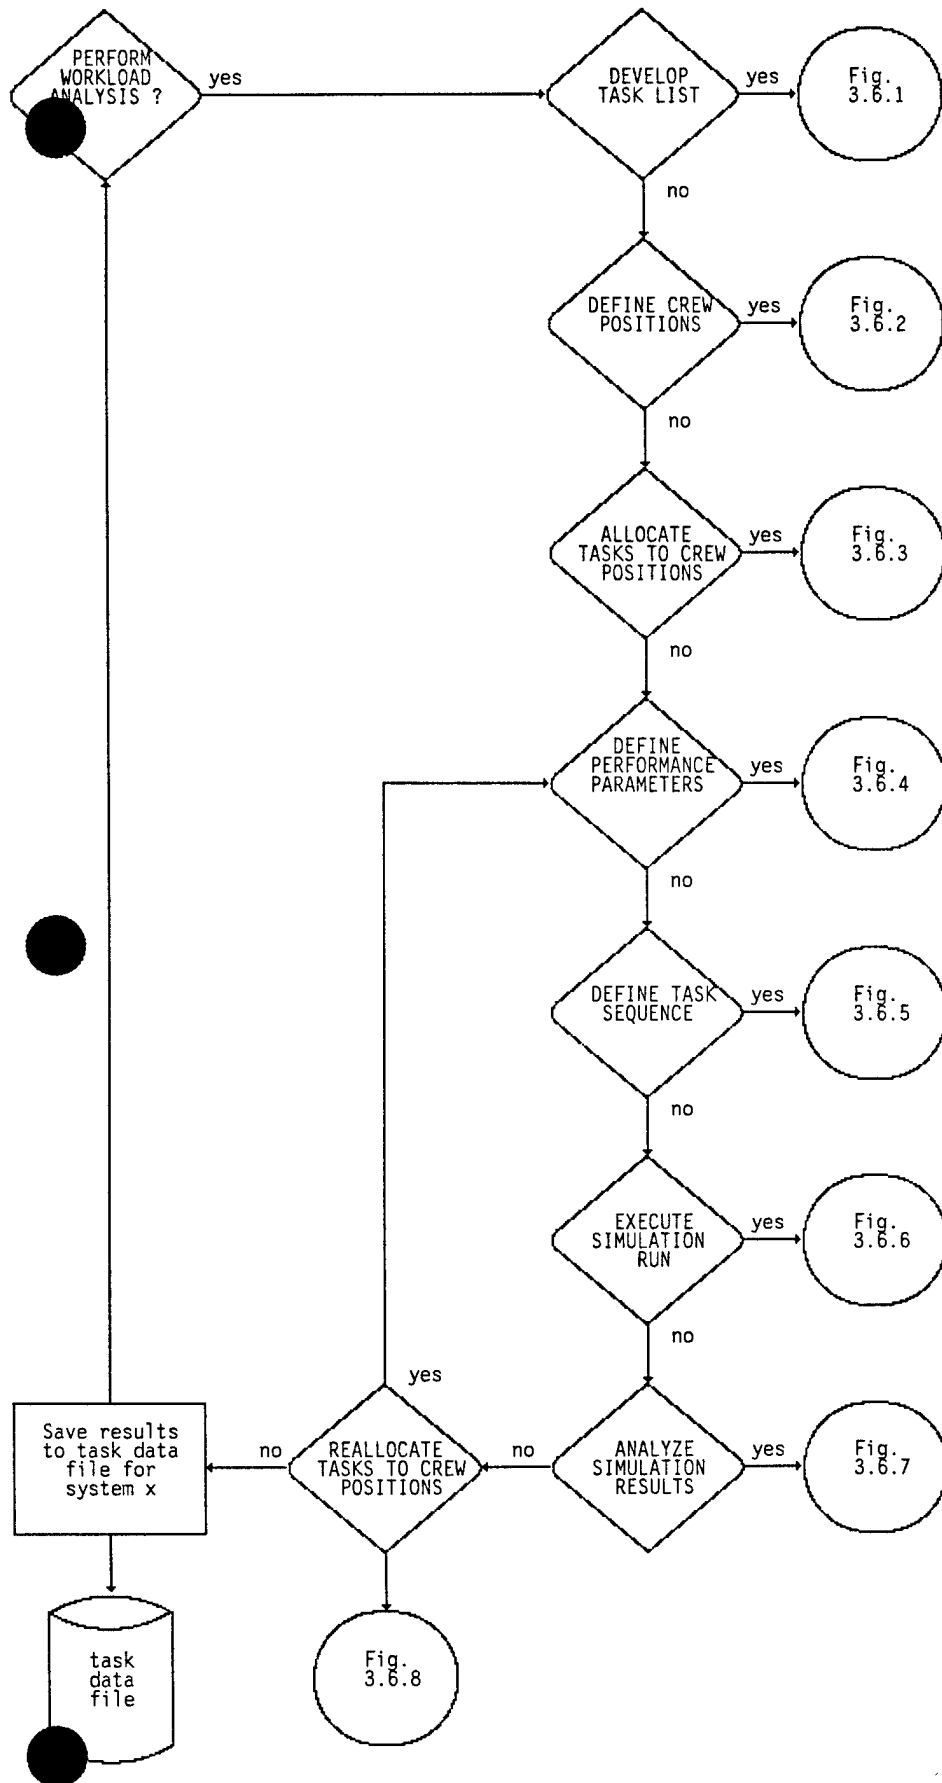 PERFORM
WORKLOAD
ANALYSIS ?
yes
DEVELOP
TASK LIST
yes
Fig.
3.6.1
no
DEFINE CREW
POSITIONS
yes
Fig.
3.6.2
no
ALLOCATE
TASKS TO CREW
POSITIONS
yes
Fig.
3.6.3
no
DEFINE
PERFORMANCE
PARAMETERS
yes
Fig.
3.6.4
no
DEFINE TASK
SEQUENCE
yes
Fig.
3.6.5
no
EXECUTE
SIMULATION
RUN
yes
Fig.
3.6.6
no
ANALYZE
SIMULATION
RESULTS
yes
Fig.
3.6.7
no
REALLOCATE
TASKS TO CREW
POSITIONS
yes
no
Save results
to task data
file for
system x
Fig.
3.6.8
task
data
file